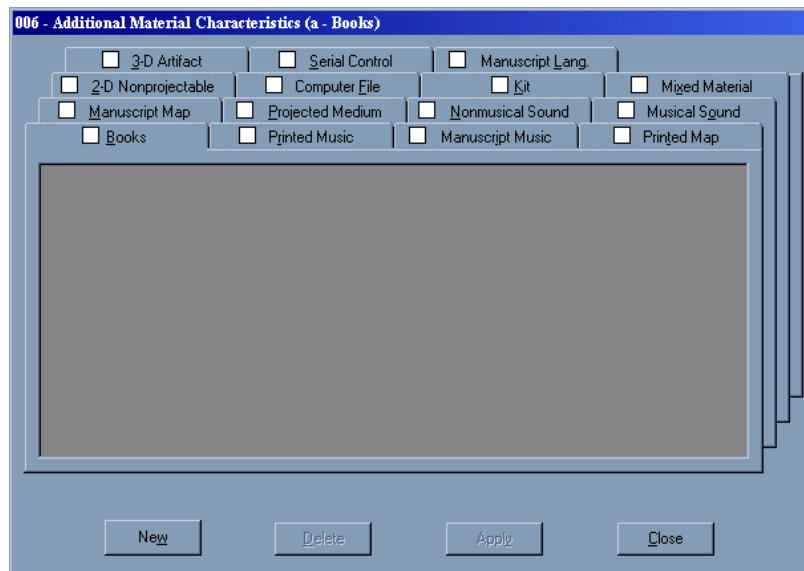 006 - Additional Material Characteristics (a - Books)
3-D Artifact Serial Control Manuscript Lang.
2-D Nonprojectable Computer File Kit Mixed Material
Manuscript Map Projected Medium Nonmusical Sound Musical Sound
Books Printed Music Manuscript Music Printed Map
New Delete Apply Close